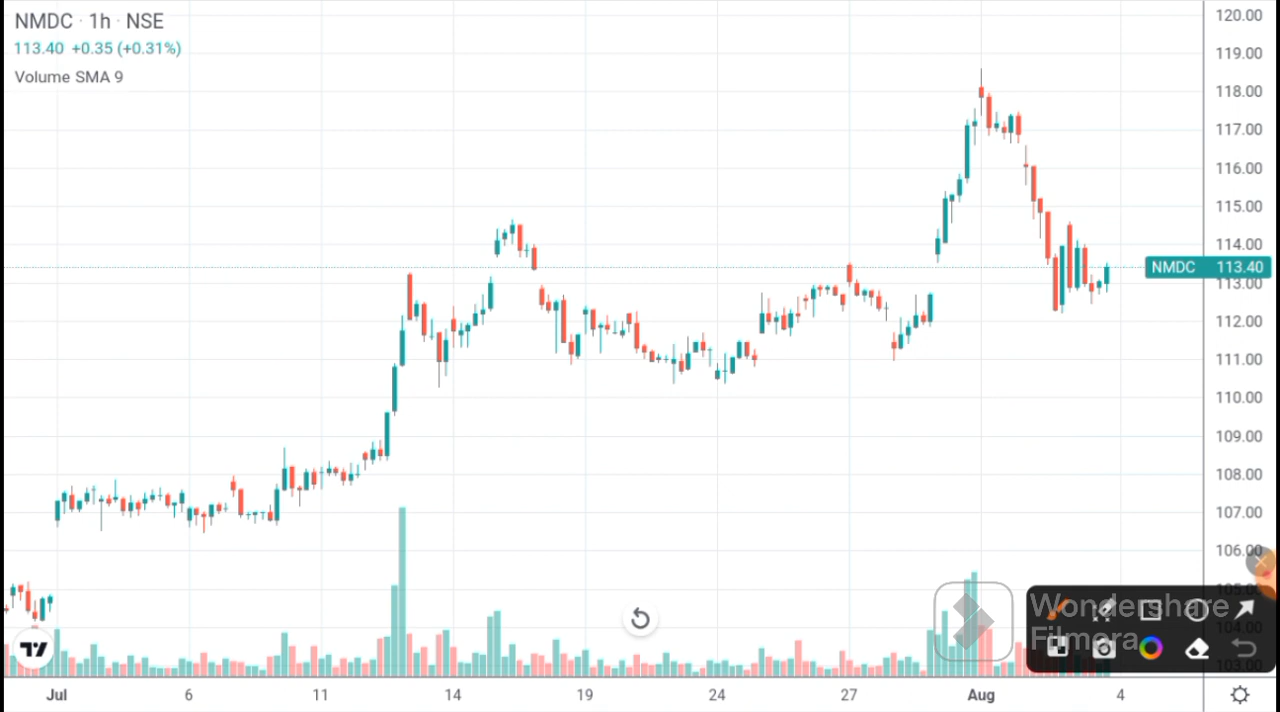 NMDC · 1h · NSE
113.40 +0.35 (+0.31%)
Volume SMA 9
120.00
119.00
118.00
117.00
116.00
115.00
114.00
NMDC 113.40
113.00
112.00
111.00
110.00
109.00
108.00
107.00
106.00
105.00
104.00
103.00
Wondershare
Filmora
Jul 6 11 14 19 24 27 Aug 4